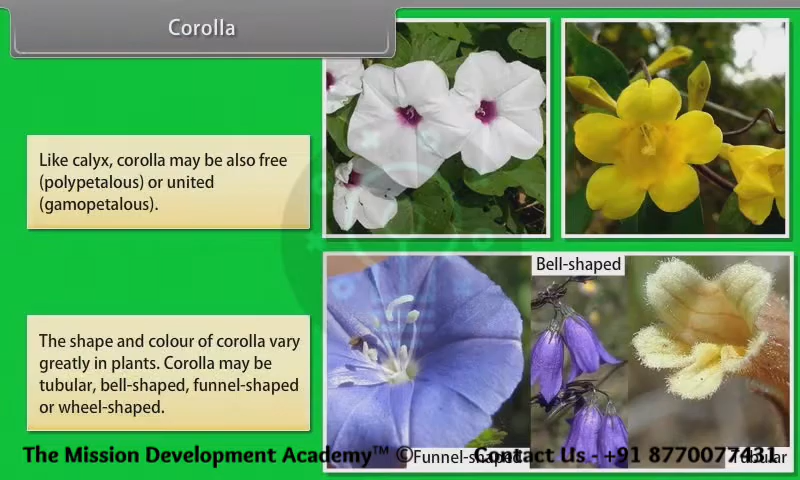 Corolla
Like calyx, corolla may be also free
(polypetalous) or united
(gamopetalous).
Bell-shaped
The shape and colour of corolla vary
greatly in plants. Corolla may be
tubular, bell-shaped, funnel-shaped
or wheel-shaped.
Funnel-shaped
Tubular
The Mission Development Academy™ © Contact Us - +91 8770077431